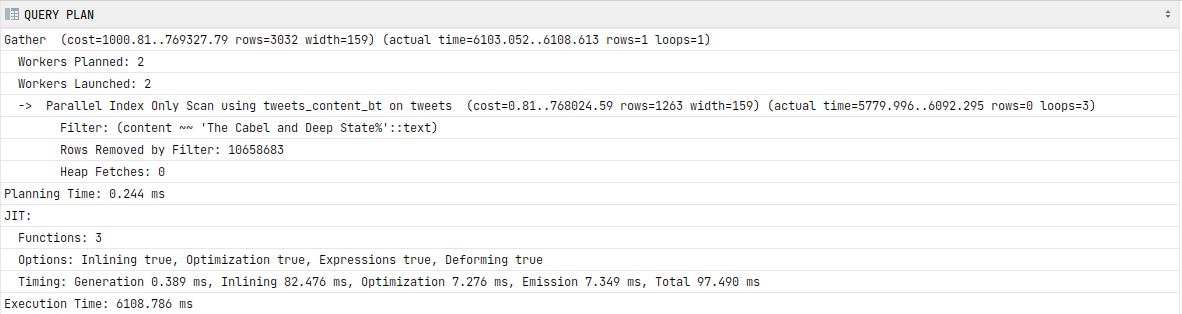 QUERY PLAN
Gather  (cost=1000.81..769327.79 rows=3032 width=159) (actual time=6103.052..6108.613 rows=1 loops=1)
  Workers Planned: 2
  Workers Launched: 2
  ->  Parallel Index Only Scan using tweets_content_bt on tweets  (cost=0.81..768024.59 rows=1263 width=159) (actual time=5779.996..6092.295 rows=0 loops=3)
        Filter: (content ~~ 'The Cabel and Deep State%'::text)
        Rows Removed by Filter: 10658683
        Heap Fetches: 0
Planning Time: 0.244 ms
JIT:
  Functions: 3
  Options: Inlining true, Optimization true, Expressions true, Deforming true
  Timing: Generation 0.389 ms, Inlining 82.476 ms, Optimization 7.276 ms, Emission 7.349 ms, Total 97.490 ms
Execution Time: 6108.786 ms